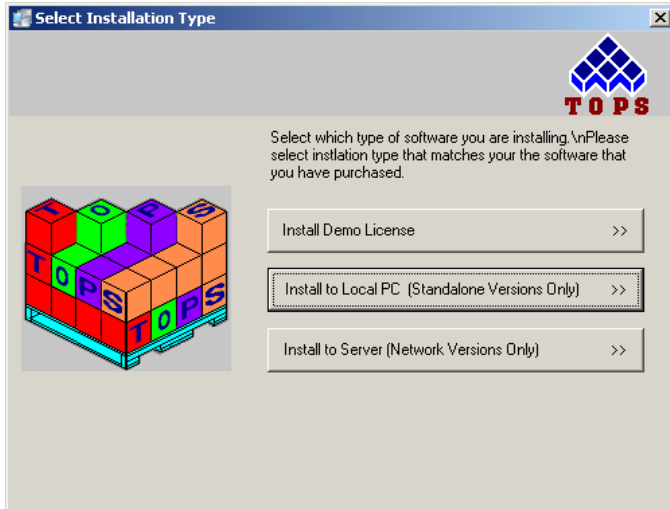 Select Installation Type
TOPS
Select which type of software you are installing.\nPlease
select instlation type that matches your the software that
you have purchased.
T O P S
T O P S
T O P S
Install Demo License >>
Install to Local PC (Standalone Versions Only) >>
Install to Server (Network Versions Only) >>